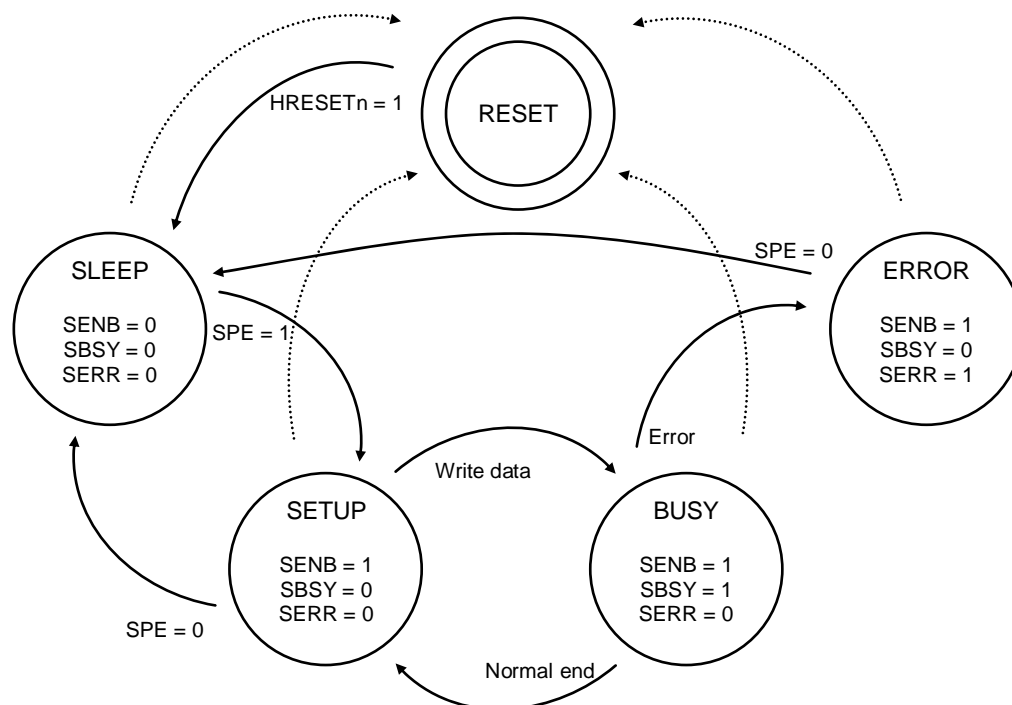 HRESETn = 1
RESET
SPE = 0
SLEEP
SENB = 0
SBSY = 0
SERR = 0
ERROR
SENB = 1
SBSY = 0
SERR = 1
SPE = 1
Error
Write data
SETUP
SENB = 1
SBSY = 0
SERR = 0
BUSY
SENB = 1
SBSY = 1
SERR = 0
SPE = 0
Normal end